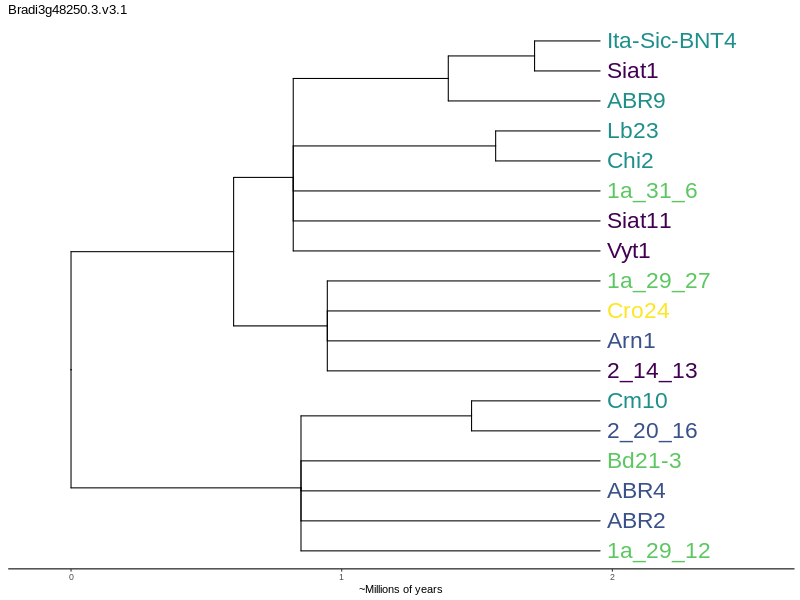 Bradi3g48250.3.v3.1
Ita-Sic-BNT4
Siat1
ABR9
Lb23
Chi2
1a_31_6
Siat11
Vyt1
1a_29_27
Cro24
Arn1
2_14_13
Cm10
2_20_16
Bd21-3
ABR4
ABR2
1a_29_12
0 1 2
~Millions of years